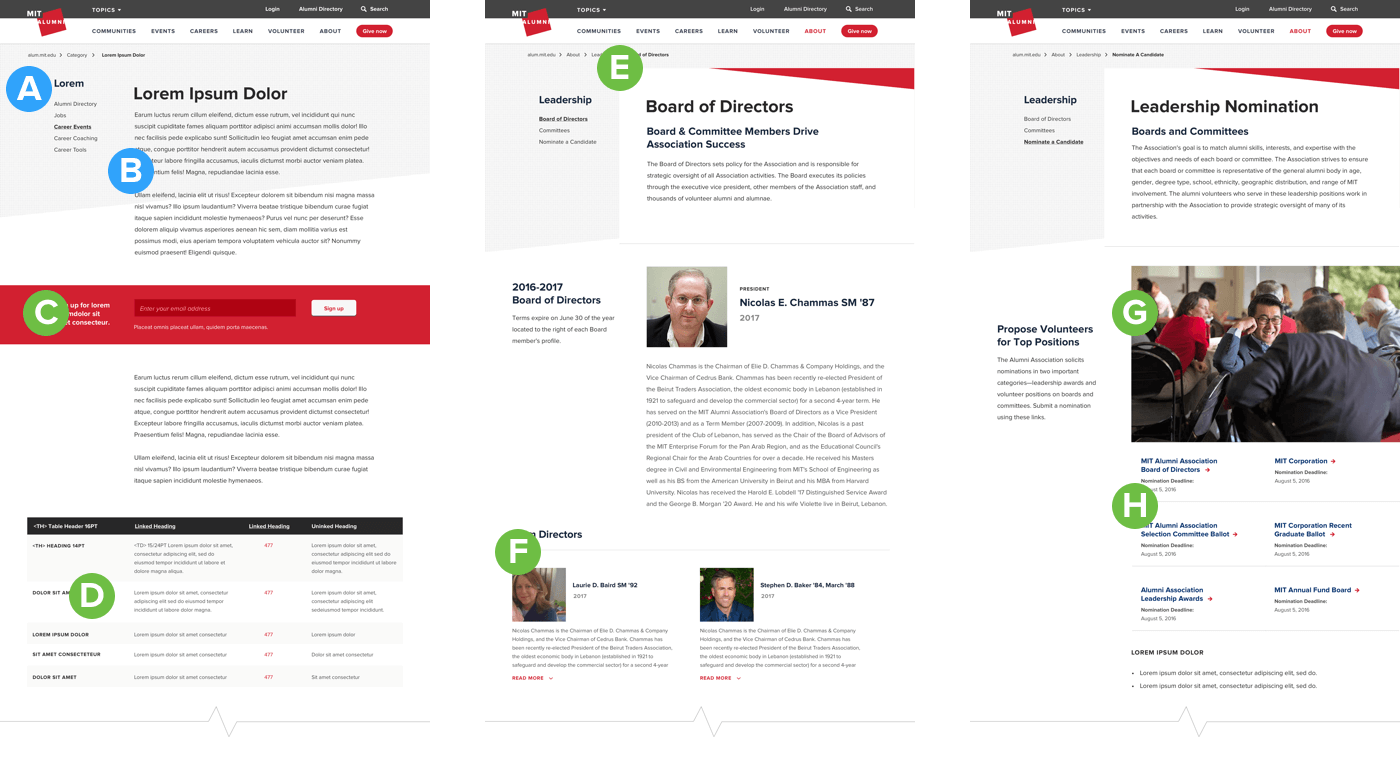 MIT
ALUMNI
TOPICS
Login
Alumni Directory
Search
COMMUNITIES
EVENTS
CAREERS
LEARN
VOLUNTEER
ABOUT
Give now
alum.mit.edu > Category > Lorem Ipsum Dolor
A
Lorem
Alumni Directory
Jobs
Career Events
Career Coaching
Career Tools
B
Lorem Ipsum Dolor
Earum luctus rerum cillum eleifend, dictum esse rutrum, vel incididunt qui nunc
suscipit cupidatat fames aliquam porttitor adipisci animi accumsan mollis dolor! Illo
nec facilisis pede explicabo sunt! Sollicitudin leo feugiat amet accumsan enim pede
atque, congue porttitor hendrerit autem accusamus provident dictumst consectetur!
Excepteur labore fringilla accusamus, iaculis dictumst morbi auctor veniam platea.
entium felis! Magna, repudiandae lacinia esse.
Ullam eleifend, lacinia elit ut risus! Excepteur dolorem sit bibendum nisi magna massa
nisl vivamus? Illo ipsum laudantium? Viverra beatae tristique bibendum curae fugiat
itaque sapien incididunt molestie hymenaeos? Purus vel nunc per deserunt? Esse
dolorem aliquip vivamus asperiores aenean hic sem, diam mollitis od varius est
possimus modi, eius aperiam tempora voluptatem vehicula auctor sit? Nonummy
euismod praesent! Eligendi quisque.
C
up for lorem
mdolor sit
t consecteur.
Enter your email address
Sign up
Placeat omnis placeat ullam, quidem porta maecenas.
Earum luctus rerum cillum eleifend, dictum esse rutrum, vel incididunt qui nunc
suscipit cupidatat fames aliquam porttitor adipisci animi accumsan mollis dolor! Illo
nec facilisis pede explicabo sunt! Sollicitudin leo feugiat amet accumsan enim pede
atque, congue porttitor hendrerit autem accusamus provident dictumst consectetur!
Excepteur labore fringilla accusamus, iaculis dictumst morbi auctor veniam platea.
Praesentium felis! Magna, repudiandae lacinia esse.
Ullam eleifend, lacinia elit et risus! Excepteur dolorem sit bibendum nisi magna massa
nisl vivamus? Illo ipsum laudantium? Viverra beatae tristique bibendum curae fugiat
itaque sapien incididunt molestie hymenaeos.
<TH> Table Header 16PT
Linked Heading
Linked Heading
Uninked Heading
<TH> HEADING 14PT
<TD> 15/24PT Lorem ipsum dolor sit amet,
consectetur adipiscing elit, sed do
eiusmod tempor incididunt ut labore et
dolore magna aliqua.
477
Lorem ipsum dolor sit amet,
consectetur adipiscing elit sed do
eiusmod tempor incididunt ut labore
dolor magna.
D
DOLOR SIT AM
Lorem ipsum dolor sit amet, consectetur
adipiscing elit, sed do eiusmod tempor
incididunt ut labore dolor magna.
477
Lorem ipsum dolor sit amet,
consectetur adipiscing elit
sedeiusmod tempor incididunt.
LOREM IPSUM DOLOR
Lorem ipsum dolor sit amet consectetur
477
Lorem ipsum dolor
SIT AMET CONSECTETEUR
Lorem ipsum dolor sit amet consectetur
477
Dolor sit amet consectetur
DOLOR SIT AMET
Lorem ipsum dolor sit amet consectetur
477
Sit amet consectetur
MIT
ALUMNI
TOPICS
Login
Alumni Directory
Search
COMMUNITIES
EVENTS
CAREERS
LEARN
VOLUNTEER
ABOUT
Give now
alum.mit.edu > About > Lea d of Directors
E
Leadership
Board of Directors
Committees
Nominate a Candidate
Board of Directors
Board & Committee Members Drive
Association Success
The Board of Directors sets policy for the Association and is responsible for
strategic oversight of all Association activities. The Board executes its policies
through the executive vice president, other members of the Association staff, and
thousands of volunteer alumni and alumnae.
2016-2017
Board of Directors
Terms expire on June 30 of the year
located to the right of each Board
member's profile.
PRESIDENT
Nicolas E. Chammas SM '87
2017
Nicolas Chammas is the Chairman of Elie D. Chammas & Company Holdings, and the
Vice Chairman of Cedrus Bank. Chammas has been recently re-elected President of
the Beirut Traders Association, the oldest economic body in Lebanon (established in
1921 to safeguard and develop the commercial sector) for a second 4-year term. He
has served on the MIT Alumni Association's Board of Directors as a Vice President
(2010-2013) and as a Term Member (2007-2009). In addition, Nicolas is a past
president of the Club of Lebanon, has served as the Chair of the Board of Advisors of
the MIT Enterprise Forum for the Pan Arab Region, and as the Educational Council's
Regional Chair for the Arab Countries for over a decade. He received his Masters
degree in Civil and Environmental Engineering from MIT's School of Engineering as
well as his BS from the American University in Beirut and his MBA from Harvard
University. Nicolas has received the Harold E. Lobdell '17 Distinguished Service Award
and the George B. Morgan '20 Award. He and his wife Violette live in Beirut, Lebanon.
F
Directors
Laurie D. Baird SM '92
2017
Nicolas Chammas is the Chairman of Elie D. Chammas & Company
Holdings, and the Vice Chairman of Cedrus Bank. Chammas has
been recently re-elected President of the Beirut Traders Association,
the oldest economic body in Lebanon (established in 1921 to
safeguard and develop the commercial sector) for a second 4-year
READ MORE
Stephen D. Baker '84, March '88
2017
Nicolas Chammas is the Chairman of Elie D. Chammas & Company
Holdings, and the Vice Chairman of Cedrus Bank. Chammas has
been recently re-elected President of the Beirut Traders Association,
the oldest economic body in Lebanon (established in 1921 to
safeguard and develop the commercial sector) for a second 4-year
READ MORE
MIT
ALUMNI
TOPICS
Login
Alumni Directory
Search
COMMUNITIES
EVENTS
CAREERS
LEARN
VOLUNTEER
ABOUT
Give now
alum.mit.edu > About > Leadership > Nominate A Candidate
Leadership
Board of Directors
Committees
Nominate a Candidate
Leadership Nomination
Boards and Committees
The Association's goal is to match alumni skills, interests, and expertise with the
objectives and needs of each board or committee. The Association strives to ensure
that each board or committee is representative of the general alumni body in age,
gender, degree type, school, ethnicity, geographic distribution, and range of MIT
involvement. The alumni volunteers who serve in these leadership positions work in
partnership with the Association to provide strategic oversight of many of its
activities.
G
Propose Volunteers
for Top Positions
The Alumni Association solicits
nominations in two important
categories—leadership awards and
volunteer positions on boards and
committees. Submit a nomination
using these links.
MIT Alumni Association
Board of Directors
Nomination Deadline:
August 5, 2016
MIT Corporation
Nomination Deadline:
August 5, 2016
H
MIT Alumni Association
Selection Committee Ballot
Nomination Deadline:
August 5, 2016
MIT Corporation Recent
Graduate Ballot
Nomination Deadline:
August 5, 2016
Alumni Association
Leadership Awards
Nomination Deadline:
August 5, 2016
MIT Annual Fund Board
Nomination Deadline:
August 5, 2016
LOREM IPSUM DOLOR
• Lorem ipsum dolor sit amet, consectetur adipiscing elit, sed do.
• Lorem ipsum dolor sit amet, consectetur adipiscing elit, sed do.